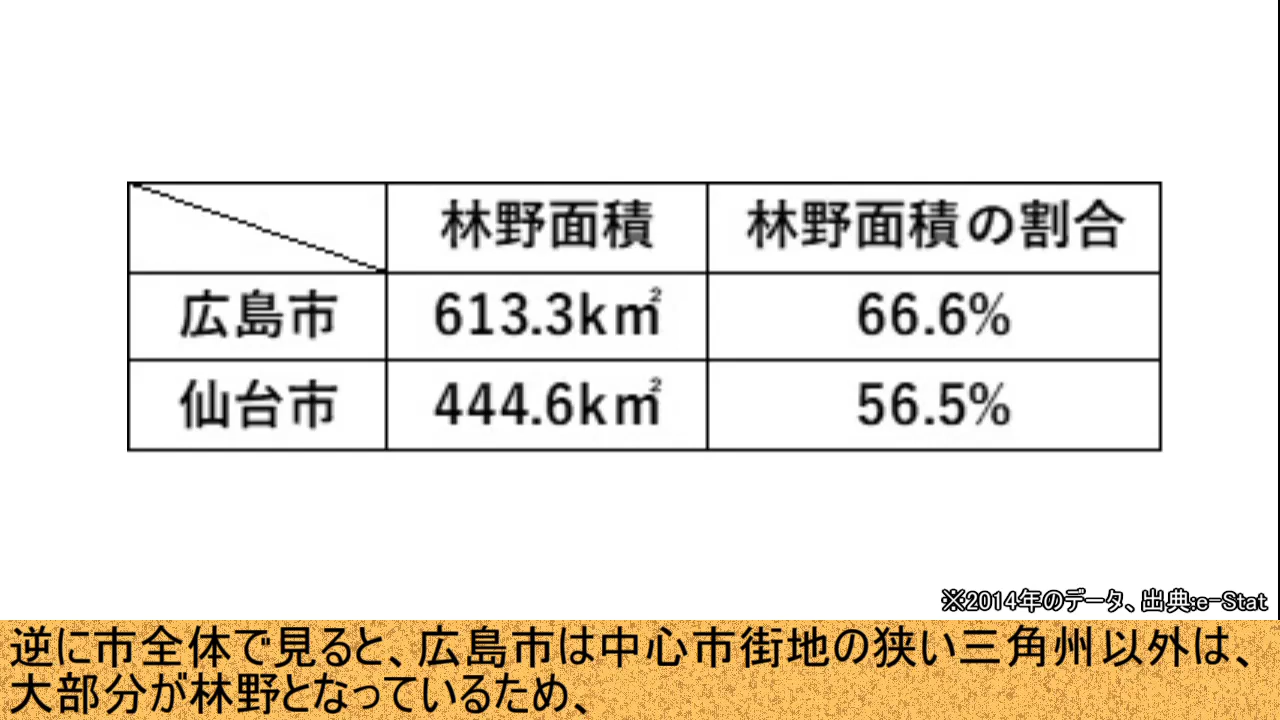 林野面積 林野面積の割合
広島市 613.3k㎡ 66.6%
仙台市 444.6k㎡ 56.5%
※2014年のデータ、出典:e-Stat
逆に市全体で見ると、広島市は中心市街地の狭い三角州以外は、
大部分が林野となっているため、